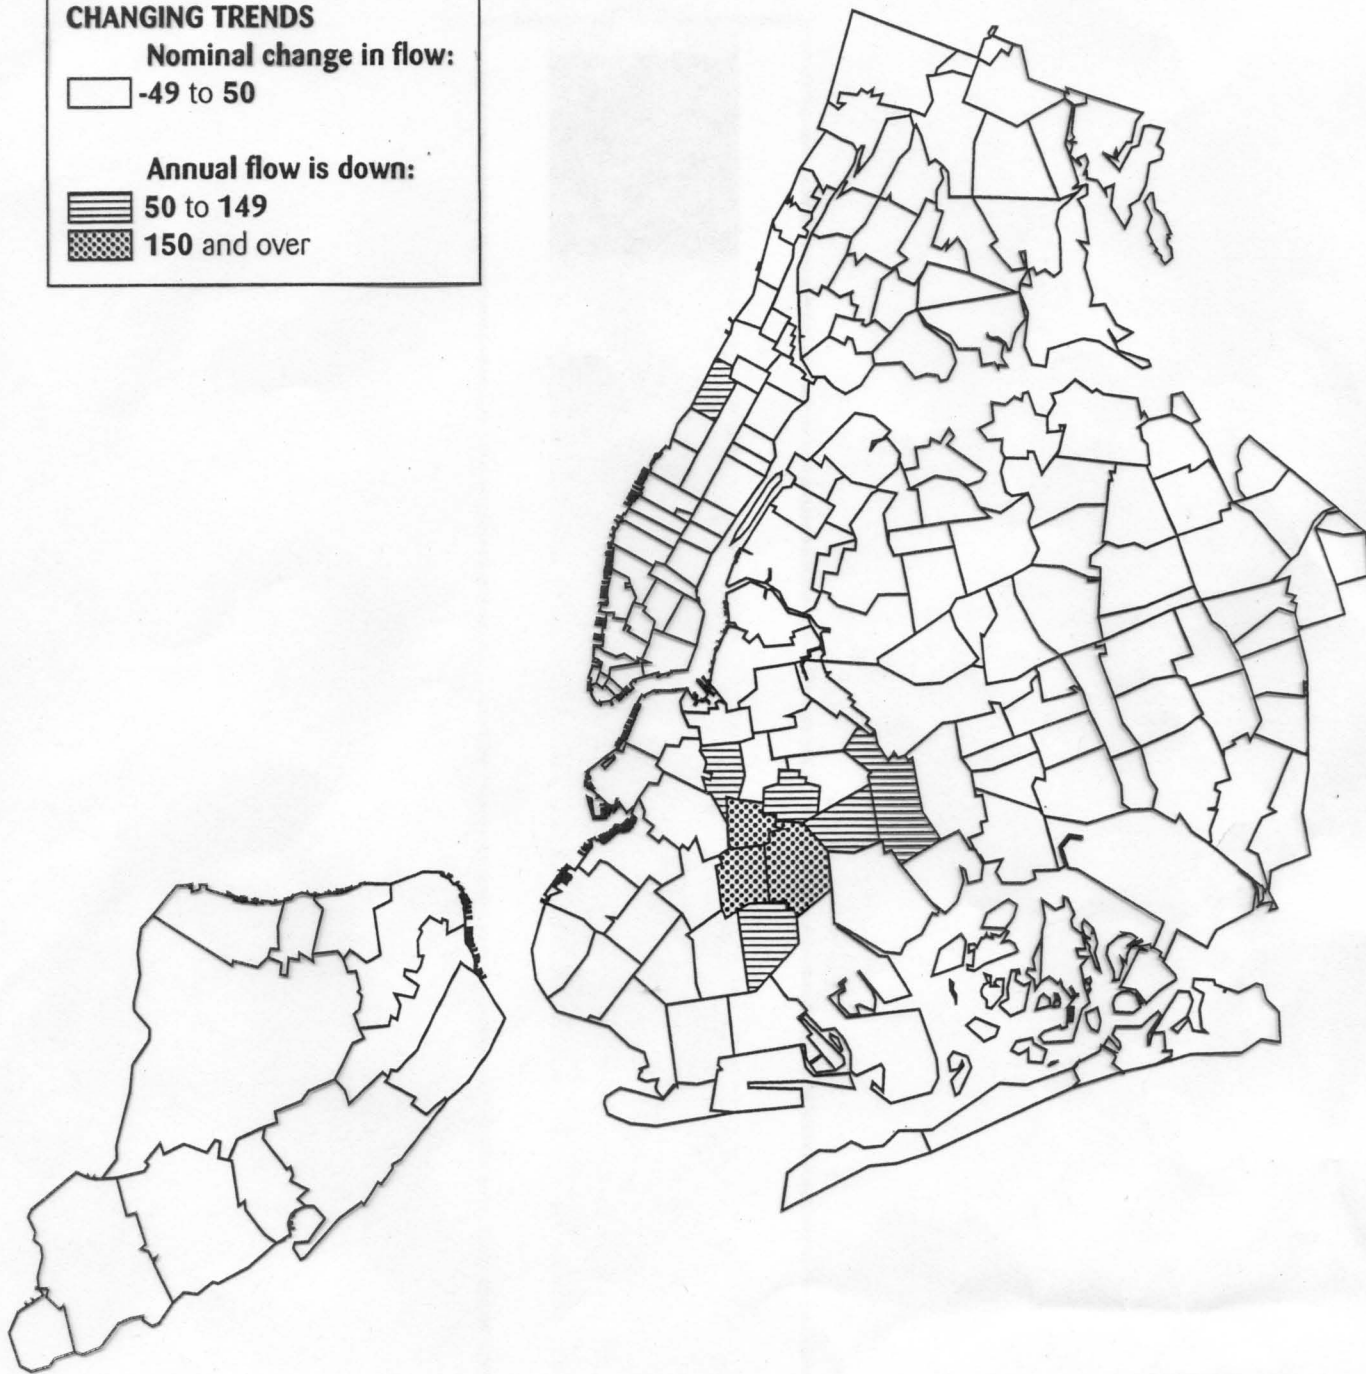 CHANGING TRENDS
Nominal change in flow:
-49 to 50
Annual flow is down:
50 to 149
150 and over